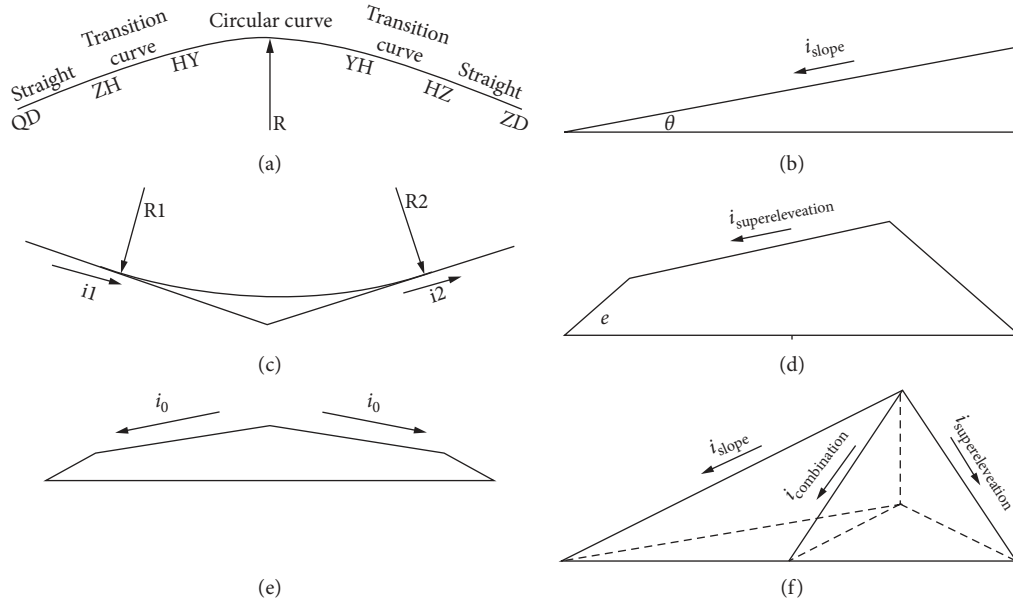 Straight
Transition
curve
Circular curve
Transition
curve
Straight
QD
ZH
HY
YH
HZ
ZD
R
(a)
i_slope
θ
(b)
R1
R2
i1
i2
(c)
i_supereleveation
e
(d)
i_0
i_0
(e)
i_slope
i_combination
i_supereleveation
(f)